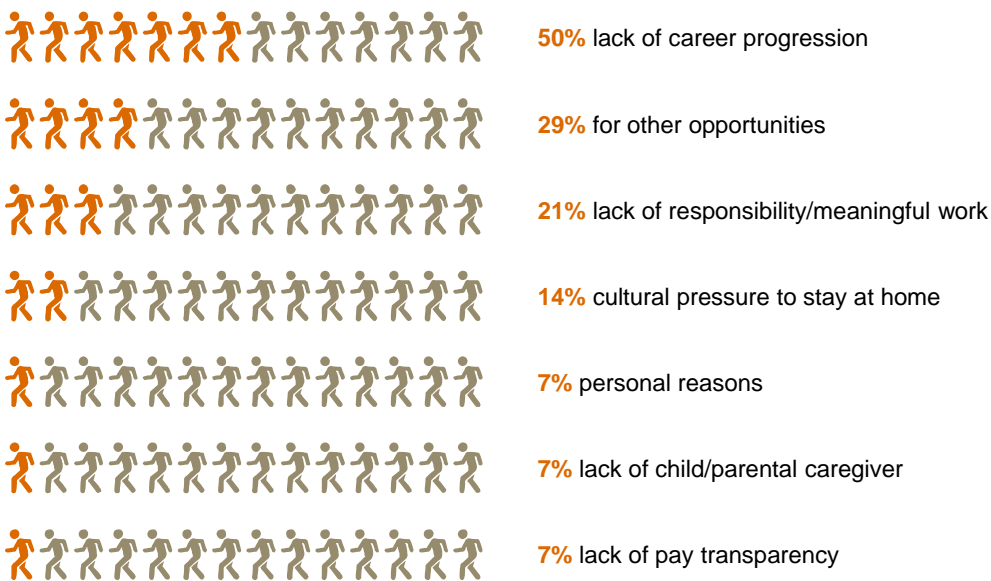 50% lack of career progression
29% for other opportunities
21% lack of responsibility/meaningful work
14% cultural pressure to stay at home
7% personal reasons
7% lack of child/parental caregiver
7% lack of pay transparency